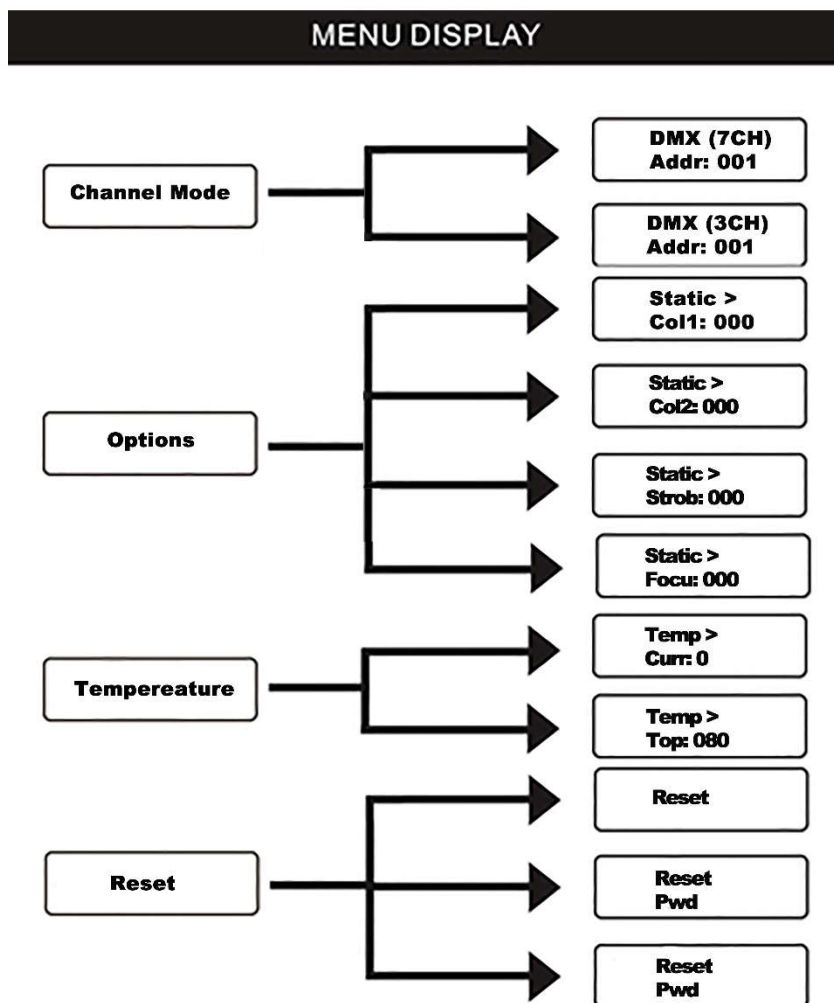 MENU DISPLAY
Channel Mode
DMX (7CH)
Addr: 001
DMX (3CH)
Addr: 001
Options
Static >
Col1: 000
Static >
Col2: 000
Static >
Strob: 000
Static >
Focu: 000
Tempereature
Temp >
Curr: 0
Temp >
Top: 080
Reset
Reset
Reset
Pwd
Reset
Pwd